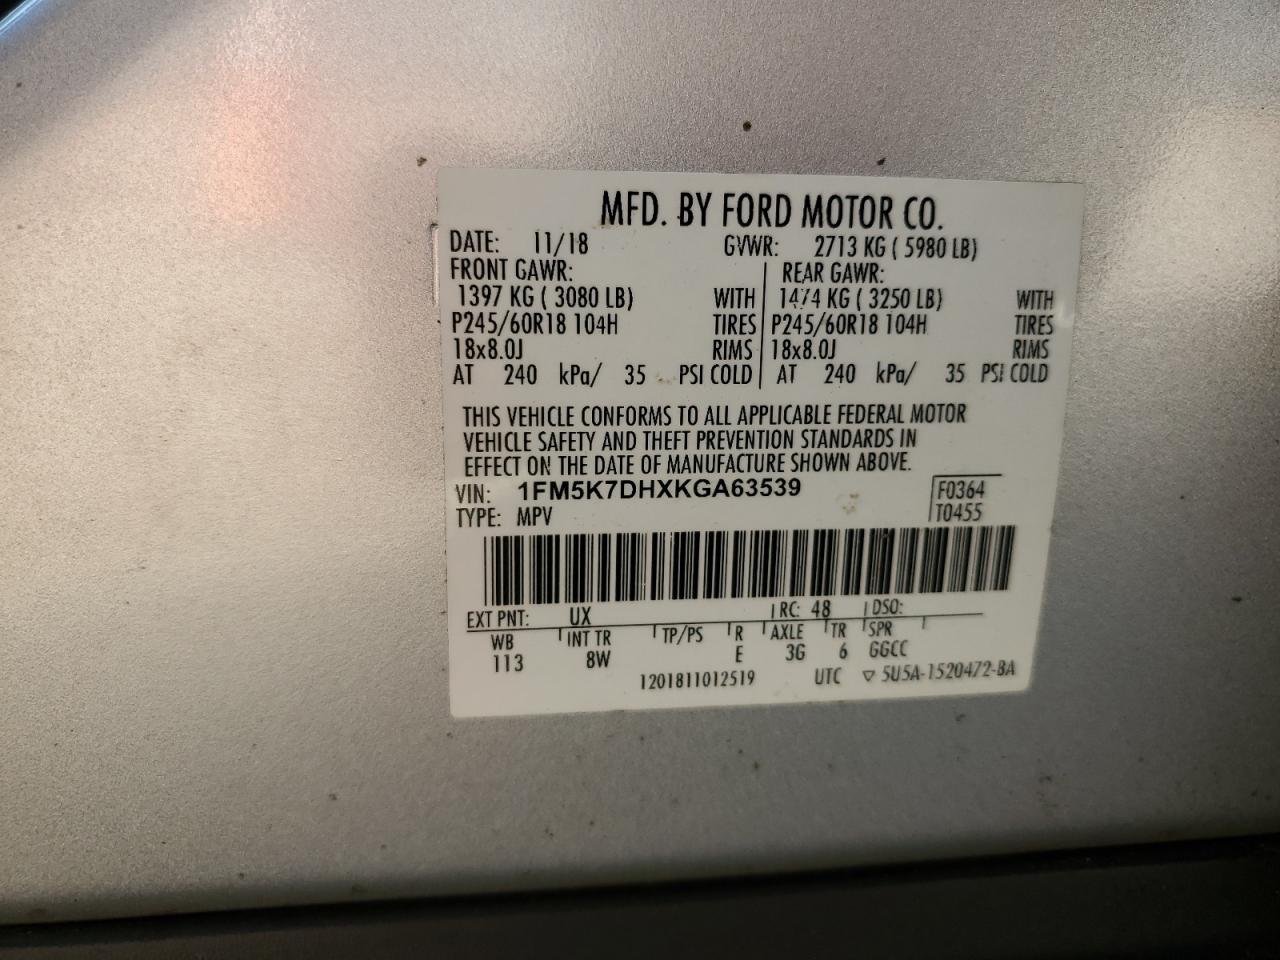 MFD. BY FORD MOTOR CO.
DATE: 11/18 GVWR: 2713 KG ( 5980 LB)
FRONT GAWR: REAR GAWR:
1397 KG ( 3080 LB) WITH 1474 KG ( 3250 LB) WITH
P245/60R18 104H TIRES P245/60R18 104H TIRES
18x8.0J RIMS 18x8.0J RIMS
AT 240 kPa/ 35 PSI COLD AT 240 kPa/ 35 PSI COLD
THIS VEHICLE CONFORMS TO ALL APPLICABLE FEDERAL MOTOR
VEHICLE SAFETY AND THEFT PREVENTION STANDARDS IN
EFFECT ON THE DATE OF MANUFACTURE SHOWN ABOVE.
VIN: 1FM5K7DHXKGA63539 F0364
TYPE: MPV T0455
EXT PNT: UX RC: 48 DSO:
WB INT TR TP/PS R AXLE TR SPR
113 8W E 3G 6 GGCC
1201811012519 UTC ▽ 5U5A-1520472-BA